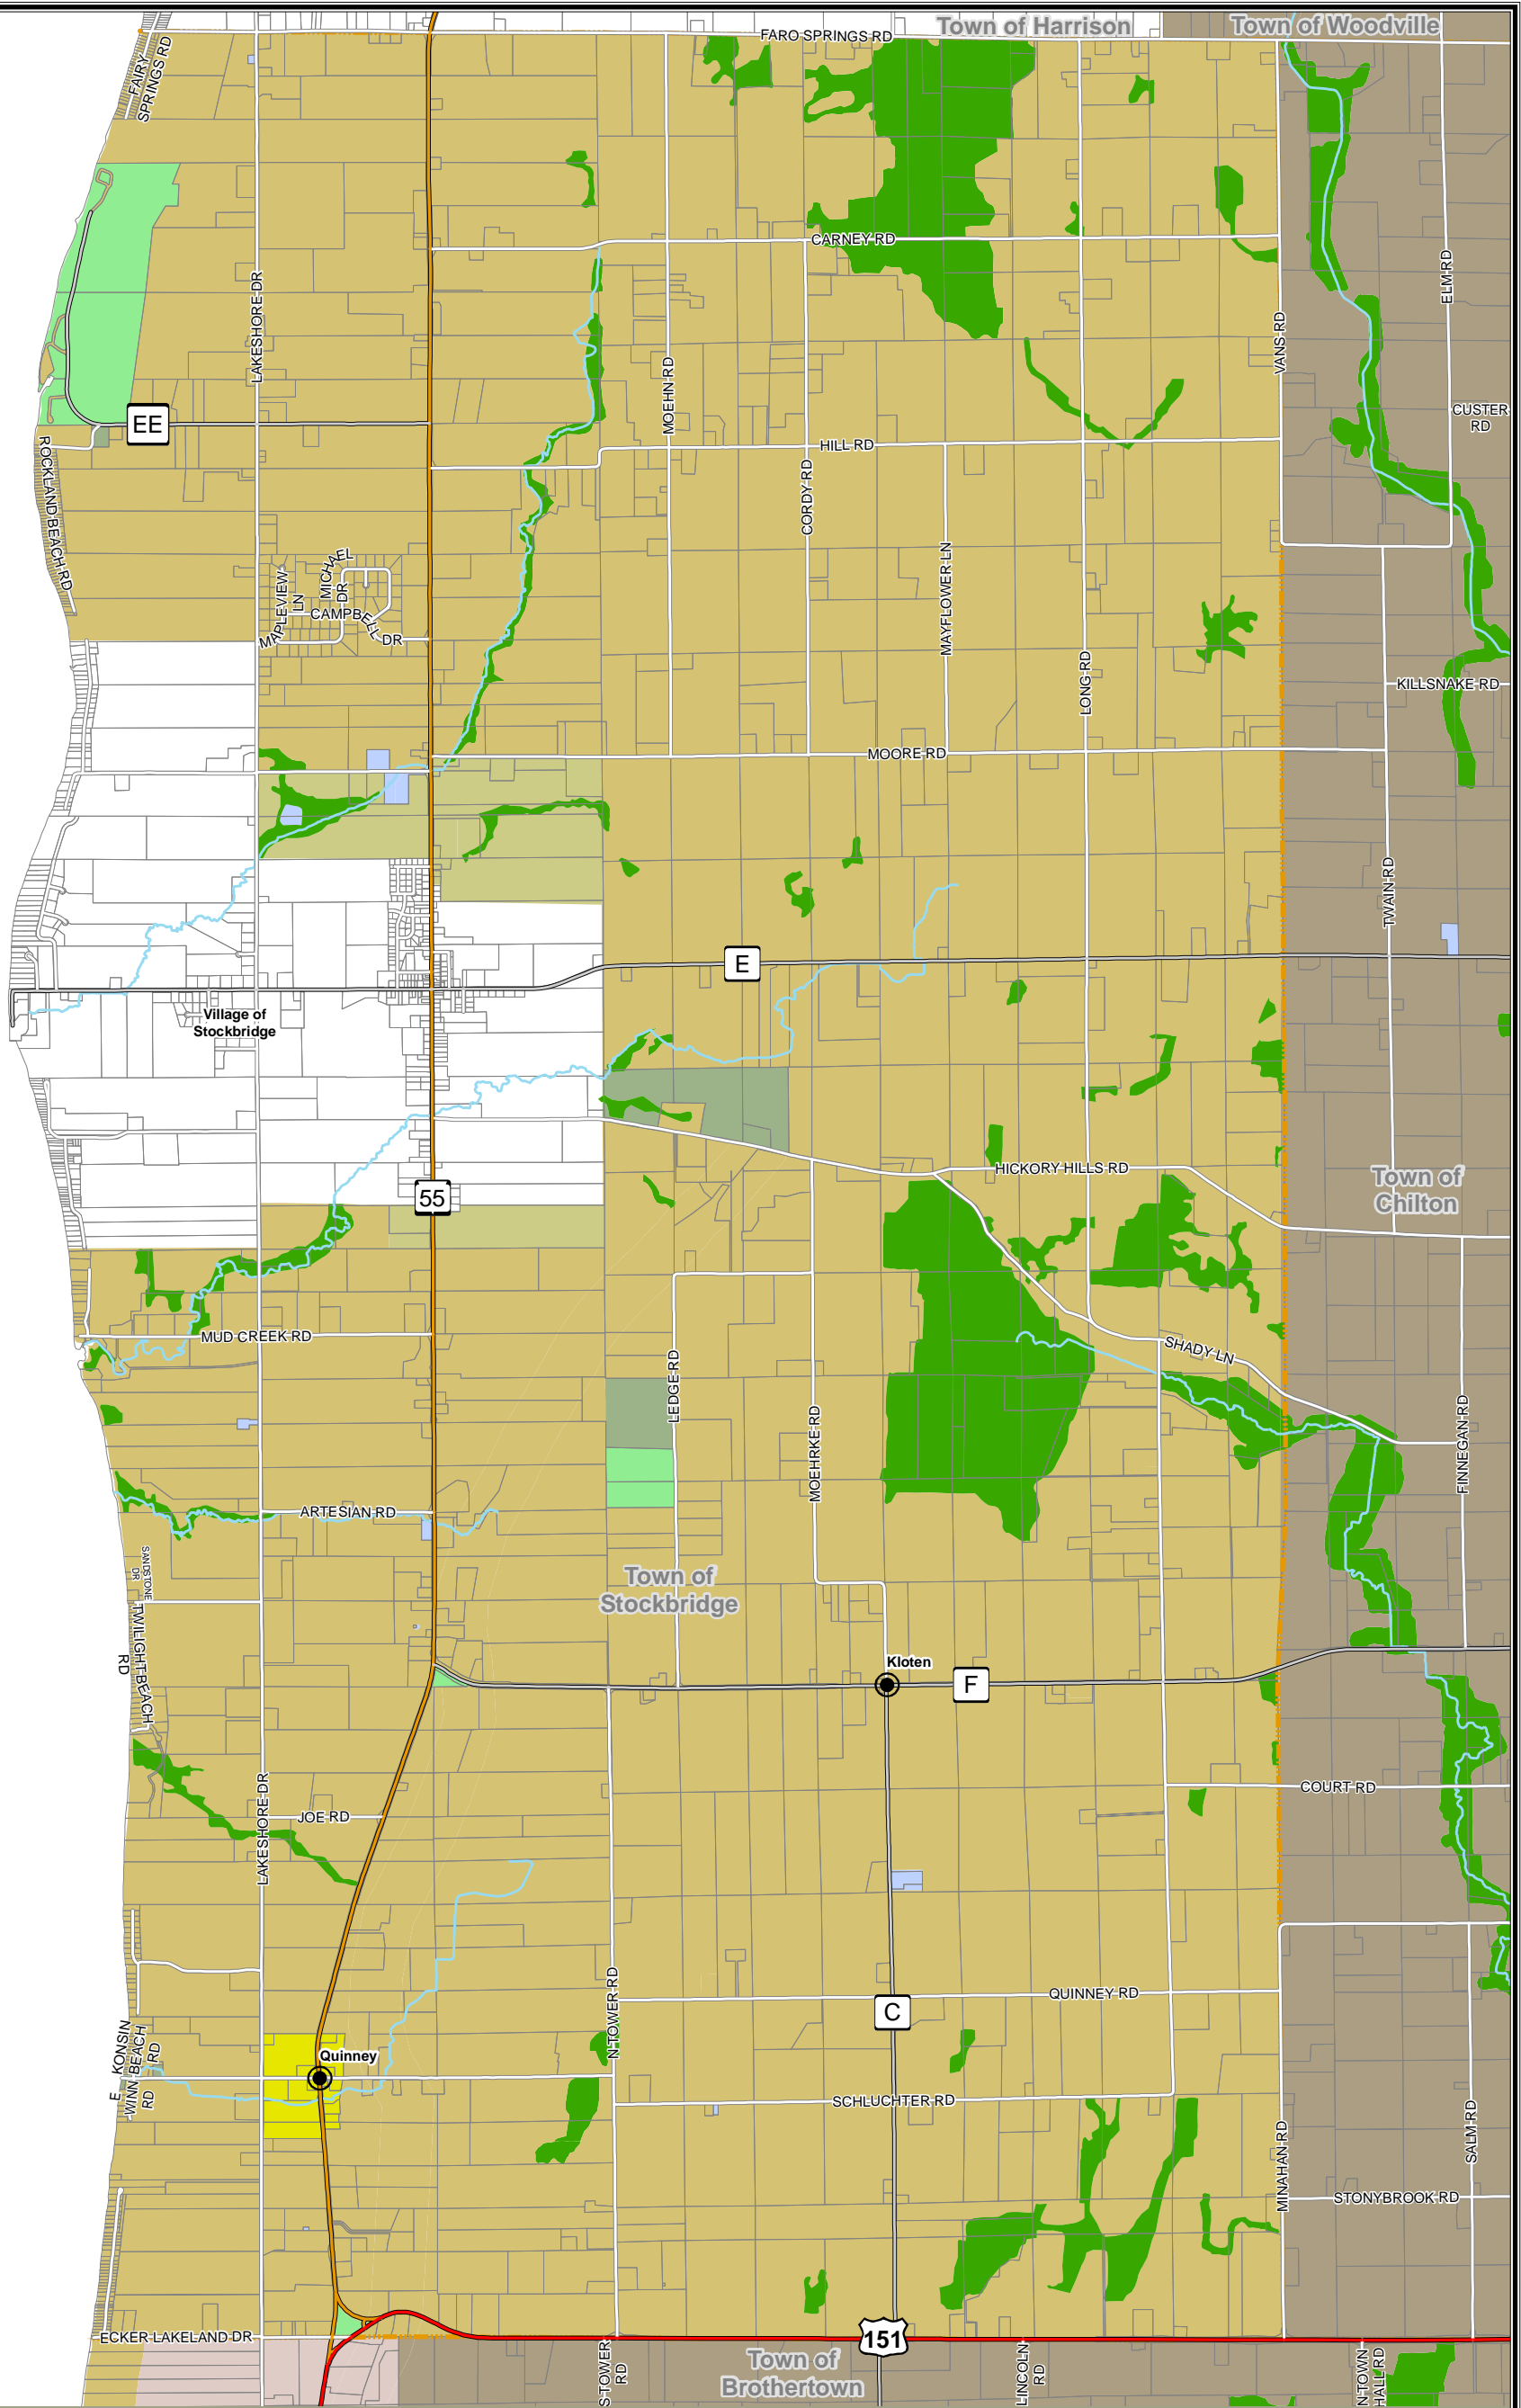 Town of Harrison
Town of Woodville
FARO SPRINGS RD
FAIRY
SPRINGS RD
CARNEY RD
LAKESHORE DR
ELM RD
VANS RD
MOEHN RD
CUSTER
RD
EE
HILL RD
ROCKLAND BEACH RD
CORDY RD
MAYFLOWER LN
MICHAEL
DR
MAPLEVIEW
LN
CAMPBELL DR
LONG RD
KILLSNAKE RD
MOORE RD
TWAIN RD
E
Village of
Stockbridge
HICKORY HILLS RD
Town of
Chilton
55
MUD CREEK RD
SHADY LN
LEDGE RD
MOEHRKE RD
FINNEGAN RD
ARTESIAN RD
SANDSTONE
DR
Town of
Stockbridge
TWILIGHT BEACH
RD
Kloten
F
COURT RD
LAKESHORE DR
JOE RD
N TOWER RD
QUINNEY RD
C
E KONSIN
RD
WINN BEACH
RD
Quinney
SCHLUCHTER RD
MINAHAN RD
SALM RD
STONYBROOK RD
ECKER LAKELAND DR
151
S TOWER
RD
Town of
Brothertown
LINCOLN
RD
N TOWN
HALL RD